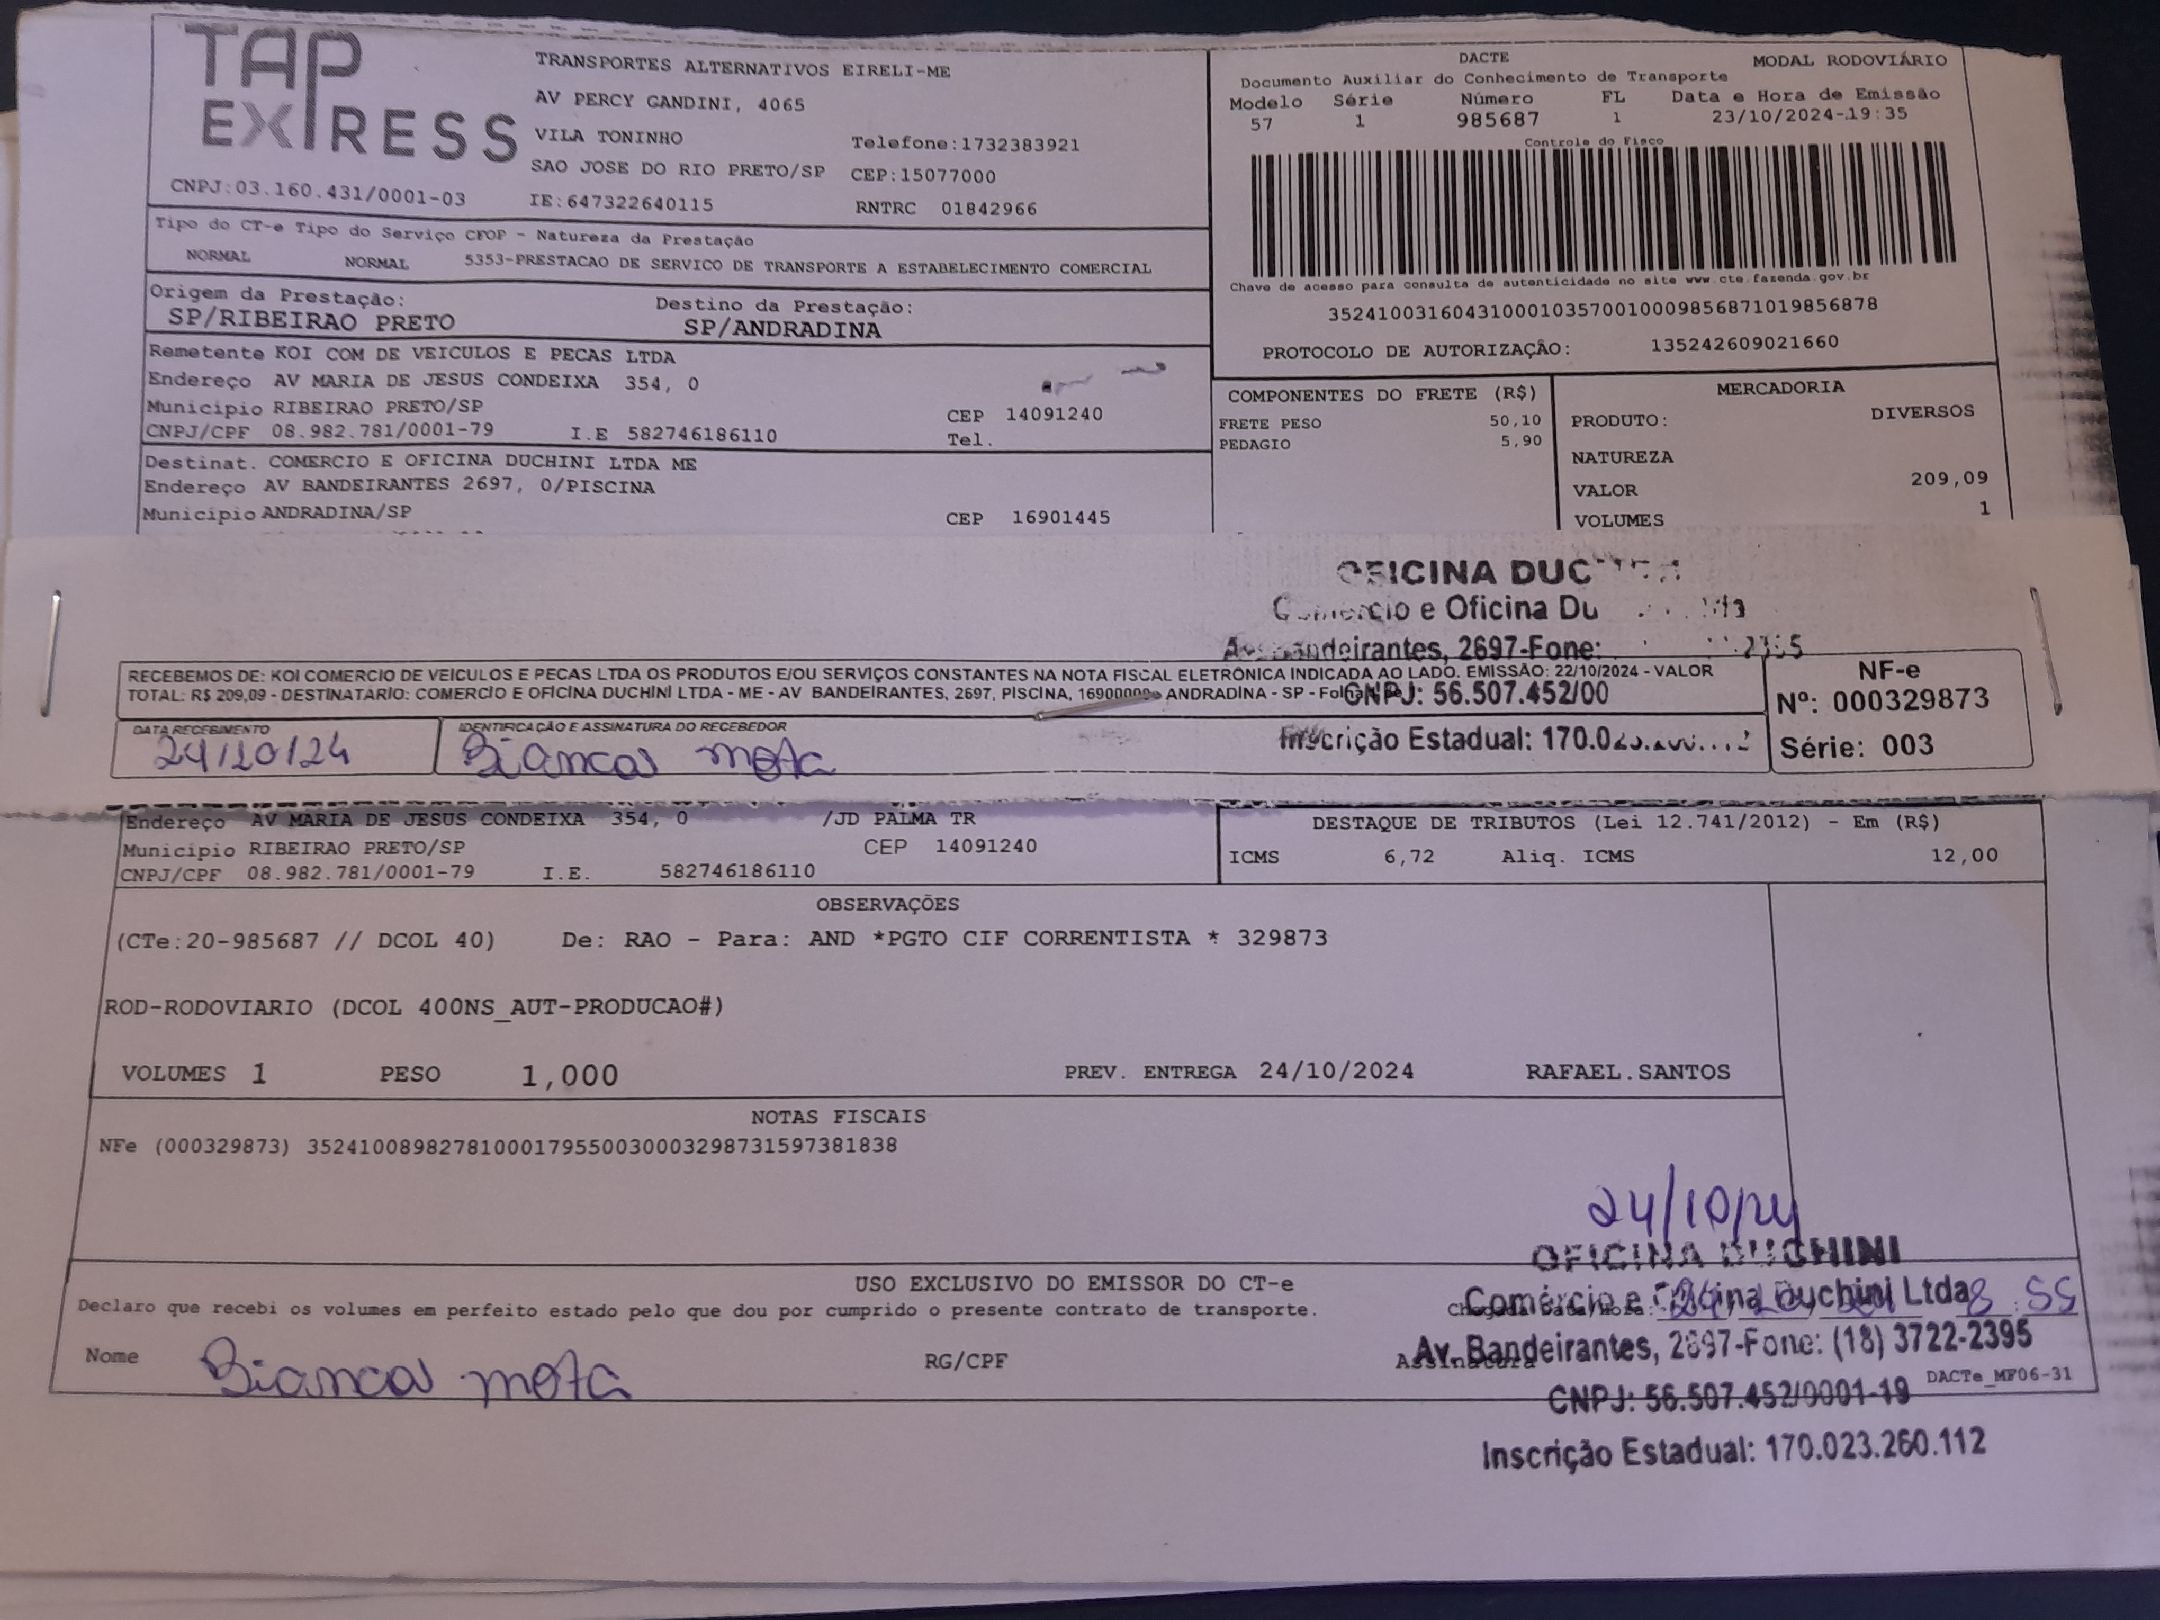 TAP EXPRESS
CNPJ:03.160.431/0001-03
TRANSPORTES ALTERNATIVOS EIRELI-ME
AV PERCY GANDINI, 4065
VILA TONINHO Telefone:1732383921
SAO JOSE DO RIO PRETO/SP CEP:15077000
IE:647322640115 RNTRC 01842966
DACTE MODAL RODOVIÁRIO
Documento Auxiliar do Conhecimento de Transporte
Modelo Série Número FL Data e Hora de Emissão
57 1 985687 1 23/10/2024-19:35
Controle do Fisco
Chave de acesso para consulta de autenticidade no site www.cte.fazenda.gov.br
35241003160431000103570010009856871019856878
PROTOCOLO DE AUTORIZAÇÃO: 135242609021660
Tipo do CT-e Tipo do Serviço CFOP - Natureza da Prestação
NORMAL NORMAL 5353-PRESTACAO DE SERVICO DE TRANSPORTE A ESTABELECIMENTO COMERCIAL
Origem da Prestação: Destino da Prestação:
SP/RIBEIRAO PRETO SP/ANDRADINA
Remetente KOI COM DE VEICULOS E PECAS LTDA
Endereço AV MARIA DE JESUS CONDEIXA 354, 0
Municipio RIBEIRAO PRETO/SP CEP 14091240
CNPJ/CPF 08.982.781/0001-79 I.E 582746186110 Tel.
Destinat. COMERCIO E OFICINA DUCHINI LTDA ME
Endereço AV BANDEIRANTES 2697, 0/PISCINA
Municipio ANDRADINA/SP CEP 16901445
COMPONENTES DO FRETE (R$)
FRETE PESO 50,10
PEDAGIO 5,90
MERCADORIA
PRODUTO: DIVERSOS
NATUREZA
VALOR 209,09
VOLUMES 1
OFICINA
e Oficina
2697-Fone:
RECEBEMOS DE: KOI COMERCIO DE VEICULOS E PECAS LTDA OS PRODUTOS E/OU SERVIÇOS CONSTANTES NA NOTA FISCAL ELETRÔNICA INDICADA AO LADO. EMISSÃO: 22/10/2024 - VALOR
TOTAL: R$ 209,09 - DESTINATARIO: COMERCIO E OFICINA DUCHINI LTDA - ME - AV BANDEIRANTES, 2697, PISCINA, ANDRADINA - SP -
CNPJ: 56.507.452/00
Inscrição Estadual:
DATA RECEBIMENTO IDENTIFICAÇÃO E ASSINATURA DO RECEBEDOR
24/10/24 Bianca Mota
NF-e
Nº: 000329873
Série: 003
Endereço AV MARIA DE JESUS CONDEIXA 354, 0 /JD PALMA TR
Municipio RIBEIRAO PRETO/SP CEP 14091240
CNPJ/CPF 08.982.781/0001-79 I.E. 582746186110
DESTAQUE DE TRIBUTOS (Lei 12.741/2012) - Em (R$)
ICMS 6,72 Aliq. ICMS 12,00
OBSERVAÇÕES
(CTe:20-985687 // DCOL 40) De: RAO - Para: AND *PGTO CIF CORRENTISTA * 329873
ROD-RODOVIARIO (DCOL 400NS_AUT-PRODUCAO#)
VOLUMES 1 PESO 1,000 PREV. ENTREGA 24/10/2024 RAFAEL.SANTOS
NOTAS FISCAIS
NFe (000329873) 35241008982781000179550030003298731597381838
24/10/24
OFICINA DUCHINI
USO EXCLUSIVO DO EMISSOR DO CT-e
Declaro que recebi os volumes em perfeito estado pelo que dou por cumprido o presente contrato de transporte.
Comércio e Oficina Duchini Ltda
Nome Bianca Mota RG/CPF Assinatura
Av. Bandeirantes, 2697-Fone: (18) 3722-2395
DACTe_MF06-31
CNPJ: 56.507.452/0001-19
Inscrição Estadual: 170.023.260.112